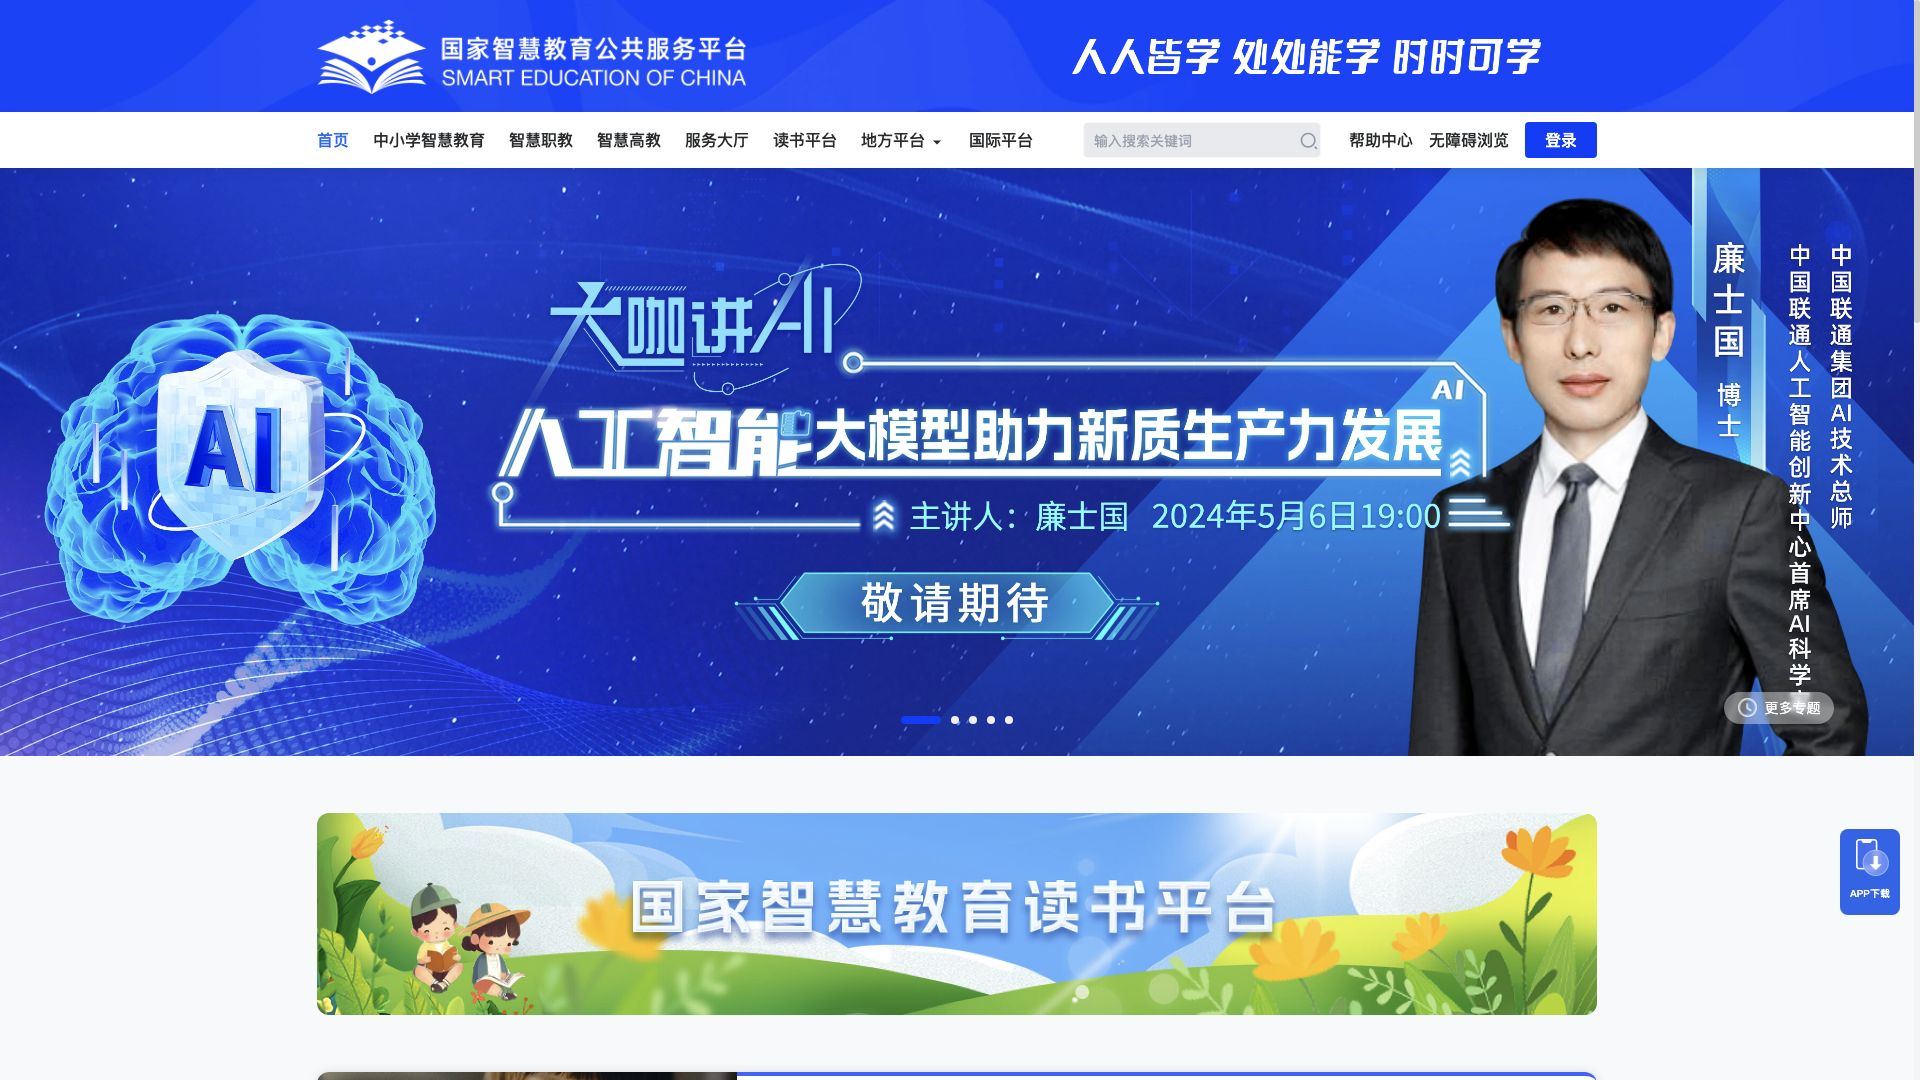 国家智慧教育公共服务平台
SMART EDUCATION OF CHINA
人人皆学 处处能学 时时可学
首页 中小学智慧教育 智慧职教 智慧高教 服务大厅 读书平台 地方平台 国际平台 输入搜索关键词 帮助中心 无障碍浏览 登录
大咖讲AI
AI
AI
人工智能大模型助力新质生产力发展
主讲人：廉士国 2024年5月6日19:00
敬请期待
廉士国 博士
中国联通集团AI技术总师
中国联通人工智能创新中心首席AI科学
更多专题
国家智慧教育读书平台
APP下载